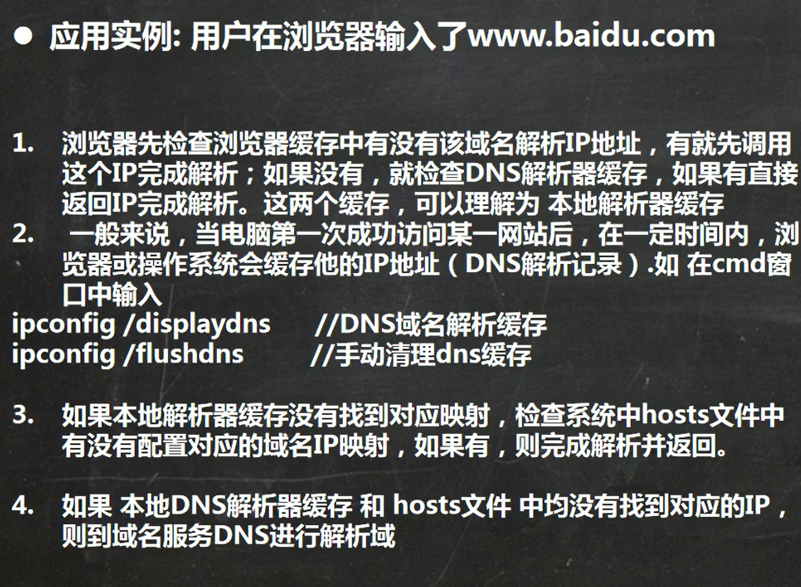 ● 应用实例: 用户在浏览器输入了www.baidu.com
1. 浏览器先检查浏览器缓存中有没有该域名解析IP地址，有就先调用
这个IP完成解析；如果没有，就检查DNS解析器缓存，如果有直接
返回IP完成解析。这两个缓存，可以理解为 本地解析器缓存
2. 一般来说，当电脑第一次成功访问某一网站后，在一定时间内，浏
览器或操作系统会缓存他的IP地址（DNS解析记录）.如 在cmd窗
口中输入
ipconfig /displaydns //DNS域名解析缓存
ipconfig /flushdns //手动清理dns缓存
3. 如果本地解析器缓存没有找到对应映射，检查系统中hosts文件中
有没有配置对应的域名IP映射，如果有，则完成解析并返回。
4. 如果 本地DNS解析器缓存 和 hosts文件 中均没有找到对应的IP，
则到域名服务DNS进行解析域